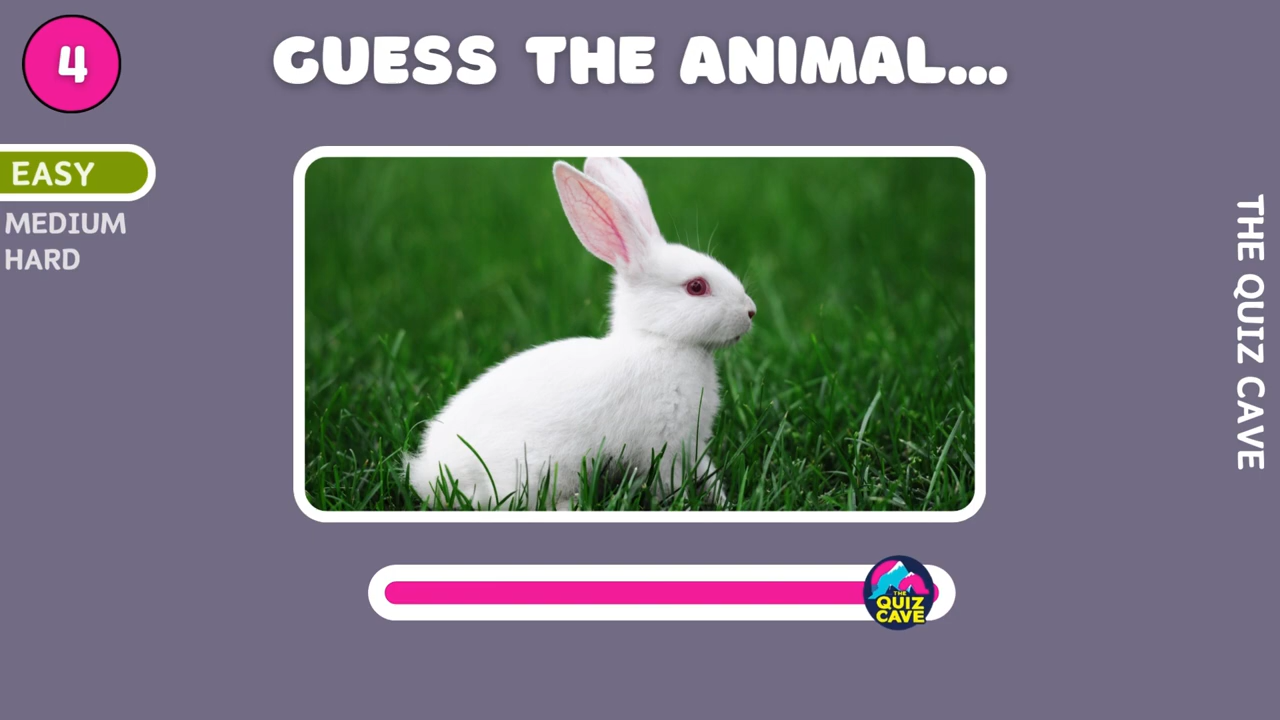 4
GUESS THE ANIMAL...
EASY
MEDIUM
HARD
THE QUIZ CAVE
THE
QUIZ
CAVE